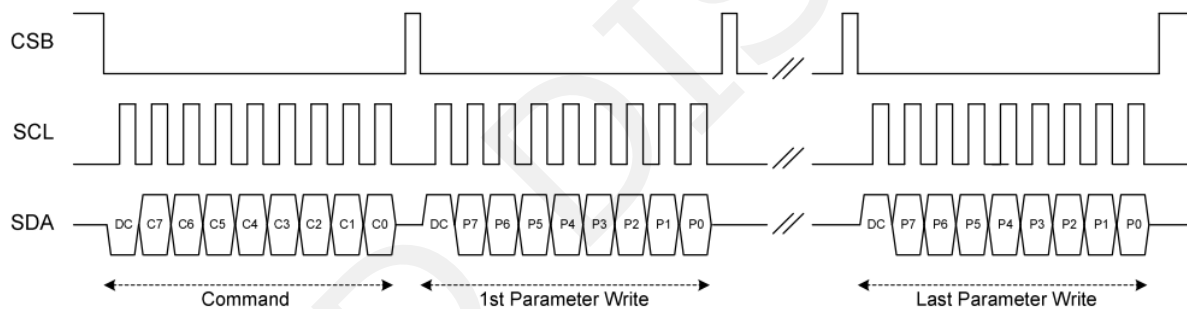 CSB
SCL
SDA DC C7 C6 C5 C4 C3 C2 C1 C0 DC P7 P6 P5 P4 P3 P2 P1 P0 // DC P7 P6 P5 P4 P3 P2 P1 P0
Command 1st Parameter Write Last Parameter Write